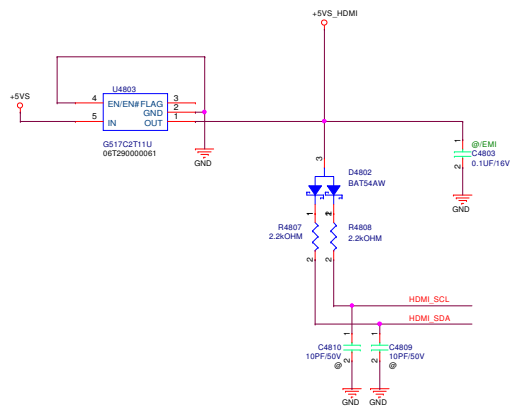 +5VS_HDMI
+5VS
U4803
4
EN/EN# FLAG
3
GND
2
5
IN
OUT
1
G517C2T11U
06T290000061
GND
@/EMI
1
C4803
2
0.1UF/16V
GND
3
D4802
BAT54AW
1
2
R4807
1
R4808
2.2kOHM
2.2kOHM
2
2
HDMI_SCL
HDMI_SDA
1
1
C4810
C4809
10PF/50V
2
2
10PF/50V
@
@
GND
GND